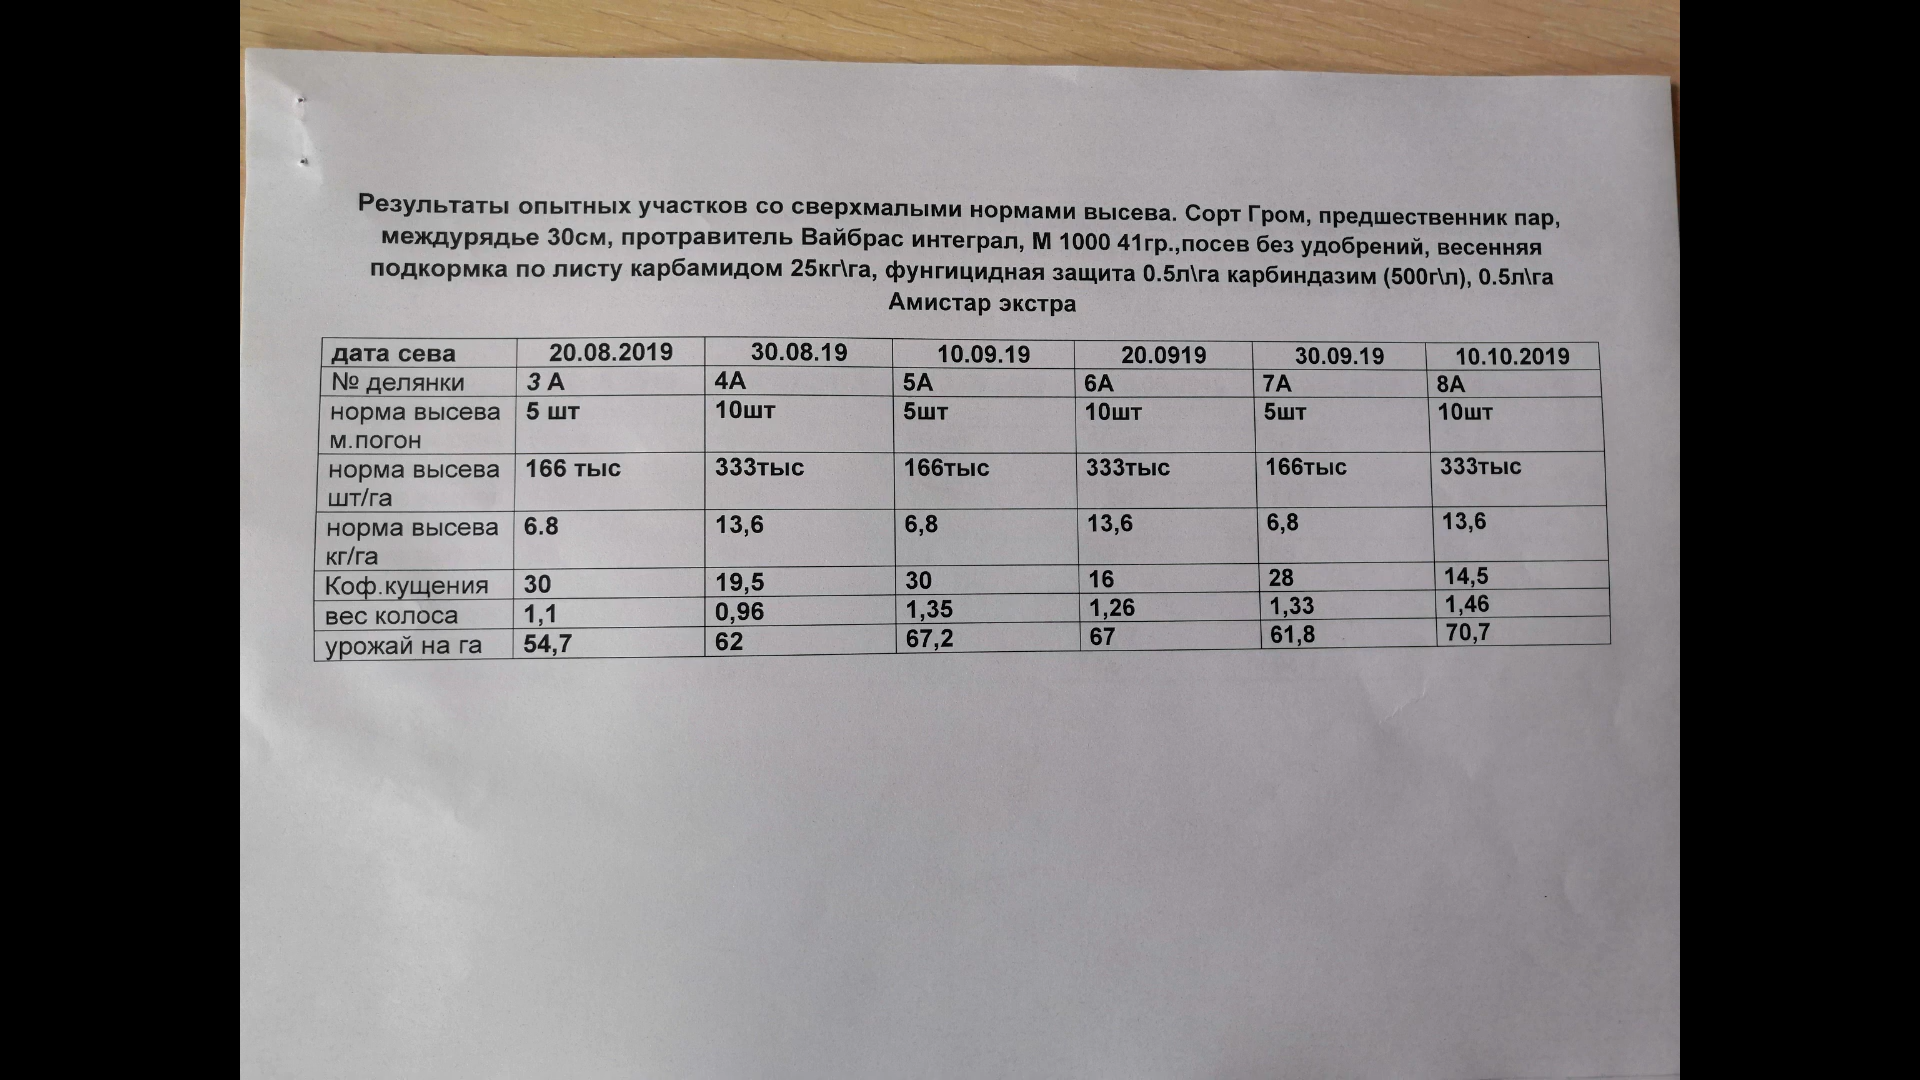 Результаты опытных участков со сверхмалыми нормами высева. Сорт Гром, предшественник пар,
междурядье 30см, протравитель Вайбрас интеграл, М 1000 41гр.,посев без удобрений, весенняя
подкормка по листу карбамидом 25кг\га, фунгицидная защита 0.5л\га карбиндазим (500г\л), 0.5л\га
Амистар экстра
дата сева 20.08.2019 30.08.19 10.09.19 20.0919 30.09.19 10.10.2019
№ делянки 3 А 4А 5А 6А 7А 8А
норма высева 5 шт 10шт 5шт 10шт 5шт 10шт
м.погон
норма высева 166 тыс 333тыс 166тыс 333тыс 166тыс 333тыс
шт/га
норма высева 6.8 13,6 6,8 13,6 6,8 13,6
кг/га
Коф.кущения 30 19,5 30 16 28 14,5
вес колоса 1,1 0,96 1,35 1,26 1,33 1,46
урожай на га 54,7 62 67,2 67 61,8 70,7